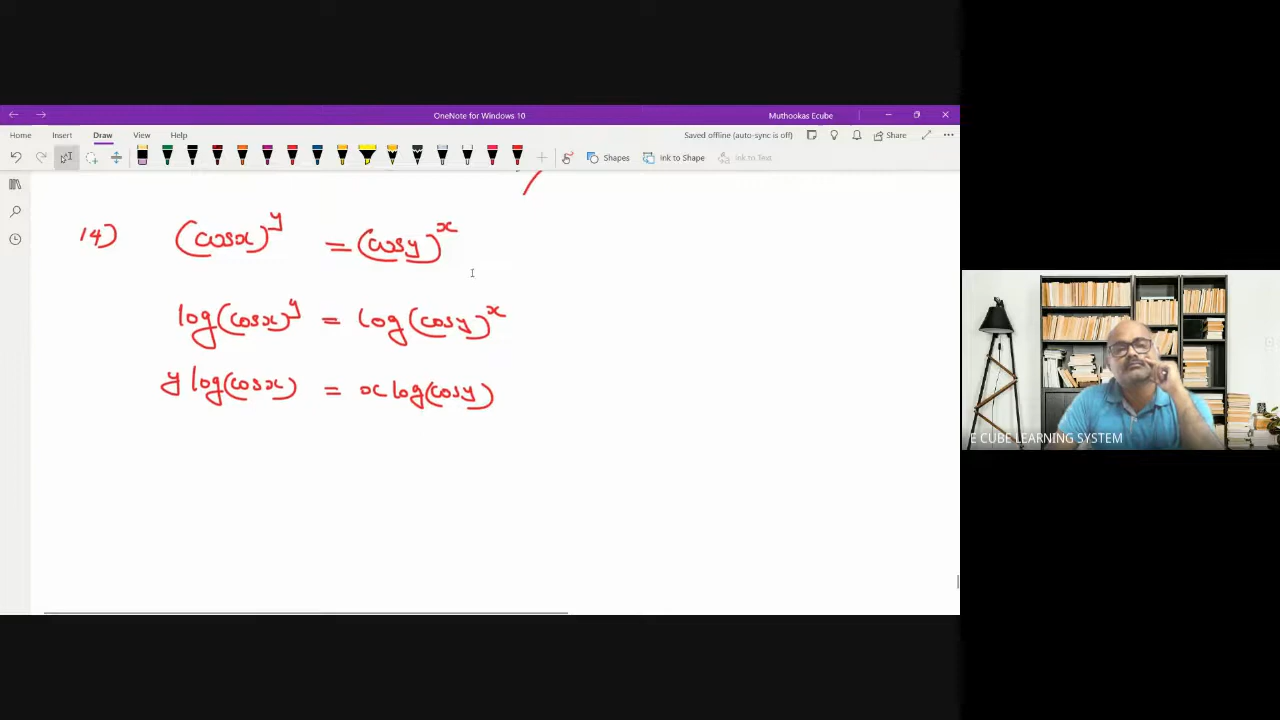 OneNote for Windows 10
Muthookas Ecube
Home Insert Draw View Help
Saved offline (auto-sync is off)
Share
Shapes
Ink to Shape
Ink to Text
14) (cosx)^y = (cosy)^x
log(cosx)^y = log(cosy)^x
y log(cosx) = x log(cosy)
E CUBE LEARNING SYSTEM